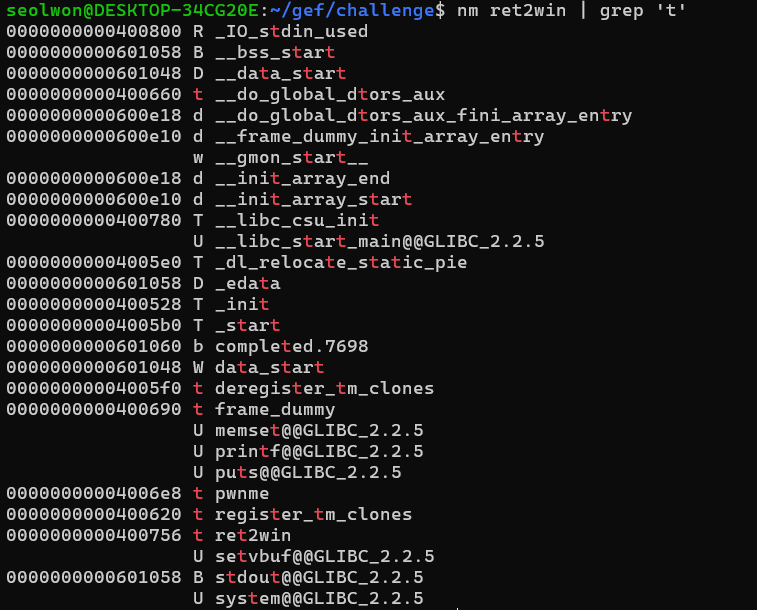 seolwon@DESKTOP-34CG20E:~/gef/challenge$ nm ret2win | grep 't'
0000000000400800 R _IO_stdin_used
0000000000601058 B __bss_start
0000000000601048 D __data_start
0000000000400660 t __do_global_dtors_aux
0000000000600e18 d __do_global_dtors_aux_fini_array_entry
0000000000600e10 d __frame_dummy_init_array_entry
                 w __gmon_start__
0000000000600e18 d __init_array_end
0000000000600e10 d __init_array_start
0000000000400780 T __libc_csu_init
                 U __libc_start_main@@GLIBC_2.2.5
00000000004005e0 T _dl_relocate_static_pie
0000000000601058 D _edata
0000000000400528 T _init
00000000004005b0 T _start
0000000000601060 b completed.7698
0000000000601048 W data_start
00000000004005f0 t deregister_tm_clones
0000000000400690 t frame_dummy
                 U memset@@GLIBC_2.2.5
                 U printf@@GLIBC_2.2.5
                 U puts@@GLIBC_2.2.5
00000000004006e8 t pwnme
0000000000400620 t register_tm_clones
0000000000400756 t ret2win
                 U setvbuf@@GLIBC_2.2.5
0000000000601058 B stdout@@GLIBC_2.2.5
                 U system@@GLIBC_2.2.5